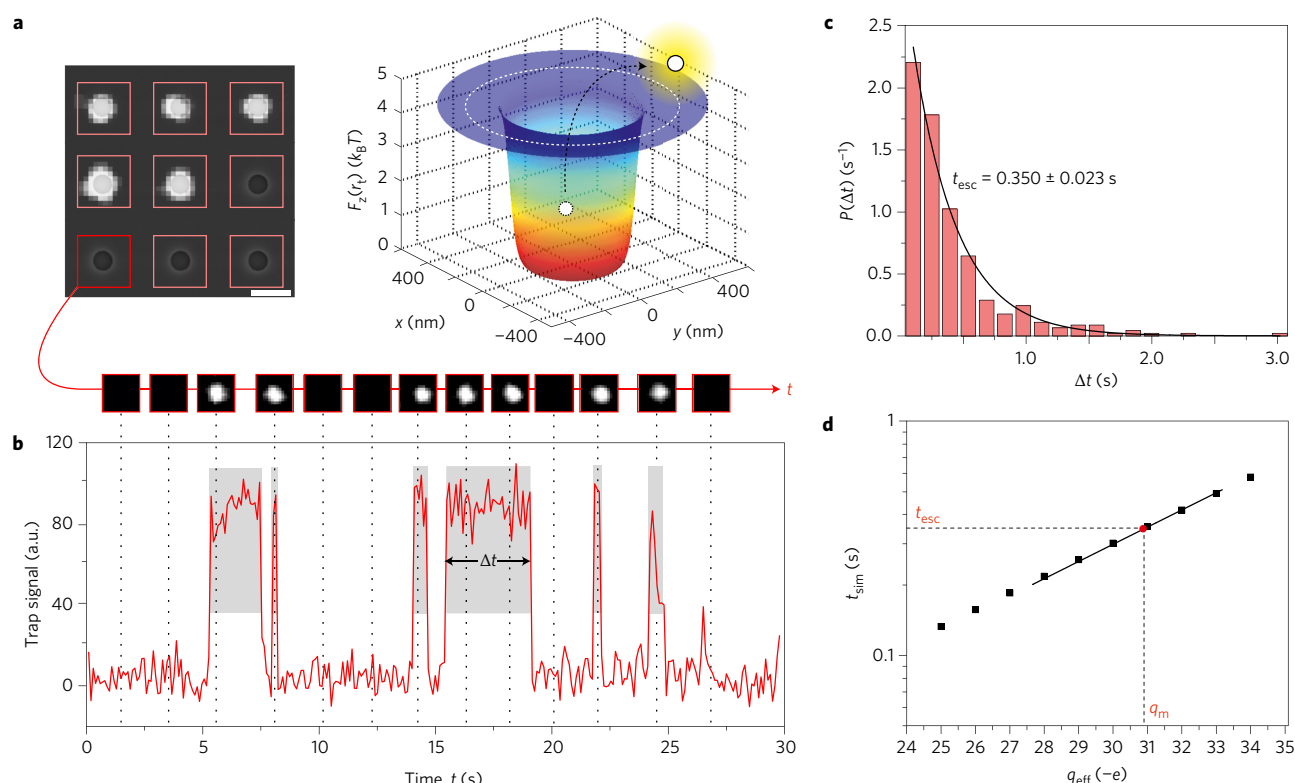 a
5
4
3
2
1
0
F_z(r_t) (k_BT)
400
0
−400
x (nm)
−400
0
400
y (nm)
t
b
120
80
40
0
Trap signal (a.u.)
Δt
0 5 10 15 20 25 30
Time, t (s)
c
2.5
2.0
1.5
1.0
0.5
0.0
P(Δt) (s⁻¹)
t_esc = 0.350 ± 0.023 s
1.0 2.0 3.0
Δt (s)
d
1
0.1
t_sim (s)
t_esc
q_m
24 25 26 27 28 29 30 31 32 33 34 35
q_eff (−e)